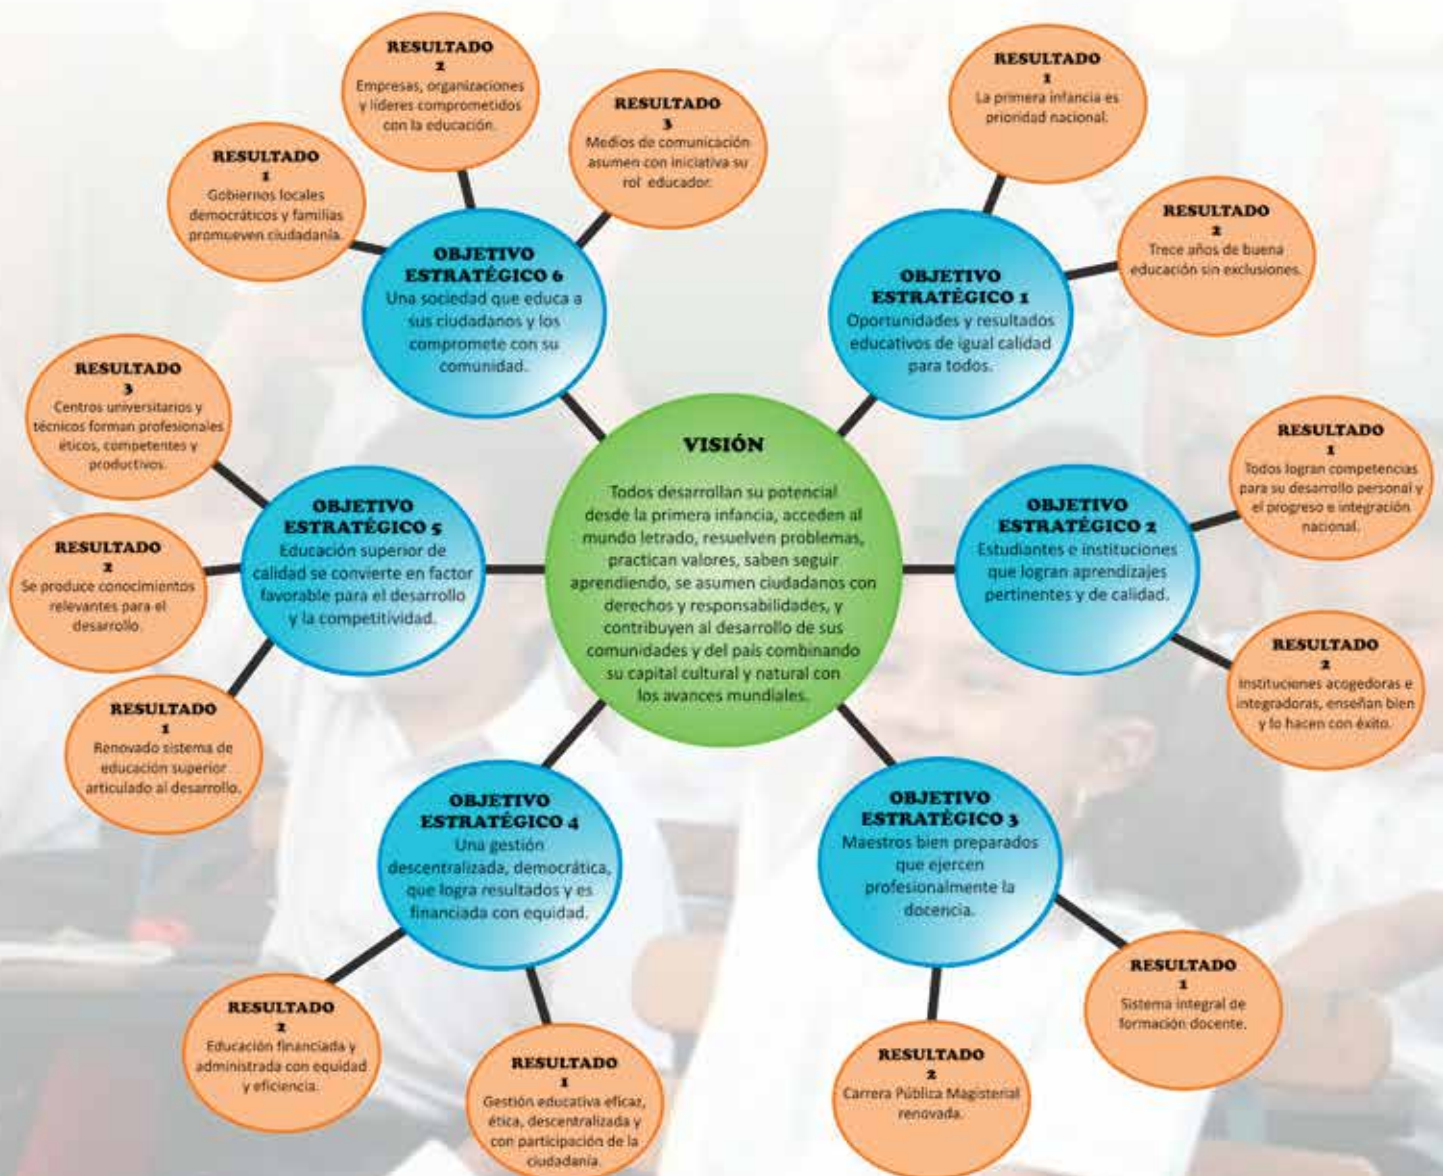 VISIÓN
Todos desarrollan su potencial
desde la primera infancia, acceden al
mundo letrado, resuelven problemas,
practican valores, saben seguir
aprendiendo, se asumen ciudadanos con
derechos y responsabilidades, y
contribuyen al desarrollo de sus
comunidades y del país combinando
su capital cultural y natural con
los avances mundiales.
OBJETIVO
ESTRATÉGICO 1
Oportunidades y resultados
educativos de igual calidad
para todos.
RESULTADO
1
La primera infancia es
prioridad nacional.
RESULTADO
2
Trece años de buena
educación sin exclusiones.
OBJETIVO
ESTRATÉGICO 2
Estudiantes e instituciones
que logran aprendizajes
pertinentes y de calidad.
RESULTADO
1
Todos logran competencias
para su desarrollo personal y
el progreso e integración
nacional.
RESULTADO
2
Instituciones acogedoras e
integradoras, enseñan bien
y lo hacen con éxito.
OBJETIVO
ESTRATÉGICO 3
Maestros bien preparados
que ejercen
profesionalmente la
docencia.
RESULTADO
1
Sistema integral de
formación docente.
RESULTADO
2
Carrera Pública Magisterial
renovada.
OBJETIVO
ESTRATÉGICO 4
Una gestión
descentralizada, democrática,
que logra resultados y es
financiada con equidad.
RESULTADO
1
Gestión educativa eficaz,
ética, descentralizada y
con participación de la
ciudadanía.
RESULTADO
2
Educación financiada y
administrada con equidad
y eficiencia.
OBJETIVO
ESTRATÉGICO 5
Educación superior de
calidad se convierte en factor
favorable para el desarrollo
y la competitividad.
RESULTADO
1
Renovado sistema de
educación superior
articulado al desarrollo.
RESULTADO
2
Se produce conocimientos
relevantes para el
desarrollo.
RESULTADO
3
Centros universitarios y
técnicos forman profesionales
éticos, competentes y
productivos.
OBJETIVO
ESTRATÉGICO 6
Una sociedad que educa a
sus ciudadanos y los
compromete con su
comunidad.
RESULTADO
1
Gobiernos locales
democráticos y familias
promueven ciudadanía.
RESULTADO
2
Empresas, organizaciones
y líderes comprometidos
con la educación.
RESULTADO
3
Medios de comunicación
asumen con iniciativa su
rol educador.